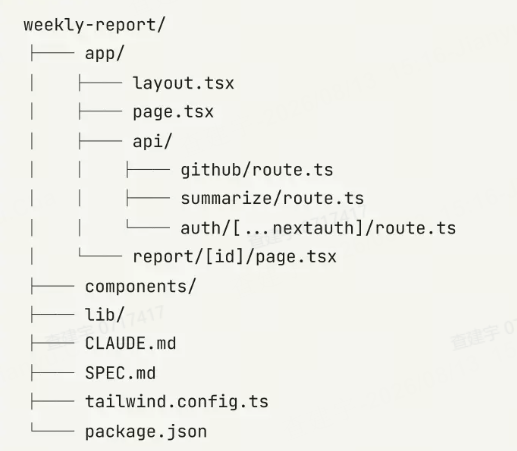 weekly-report/
├── app/
│   ├── layout.tsx
│   ├── page.tsx
│   ├── api/
│   │   ├── github/route.ts
│   │   ├── summarize/route.ts
│   │   └── auth/[...nextauth]/route.ts
│   └── report/[id]/page.tsx
├── components/
├── lib/
├── CLAUDE.md
├── SPEC.md
├── tailwind.config.ts
└── package.json
0717417